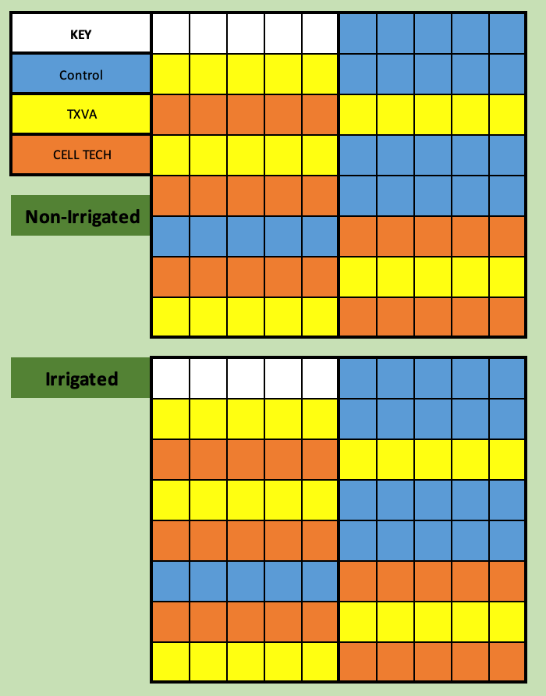 KEY
Control
TXVA
CELL TECH
Non-Irrigated
Irrigated